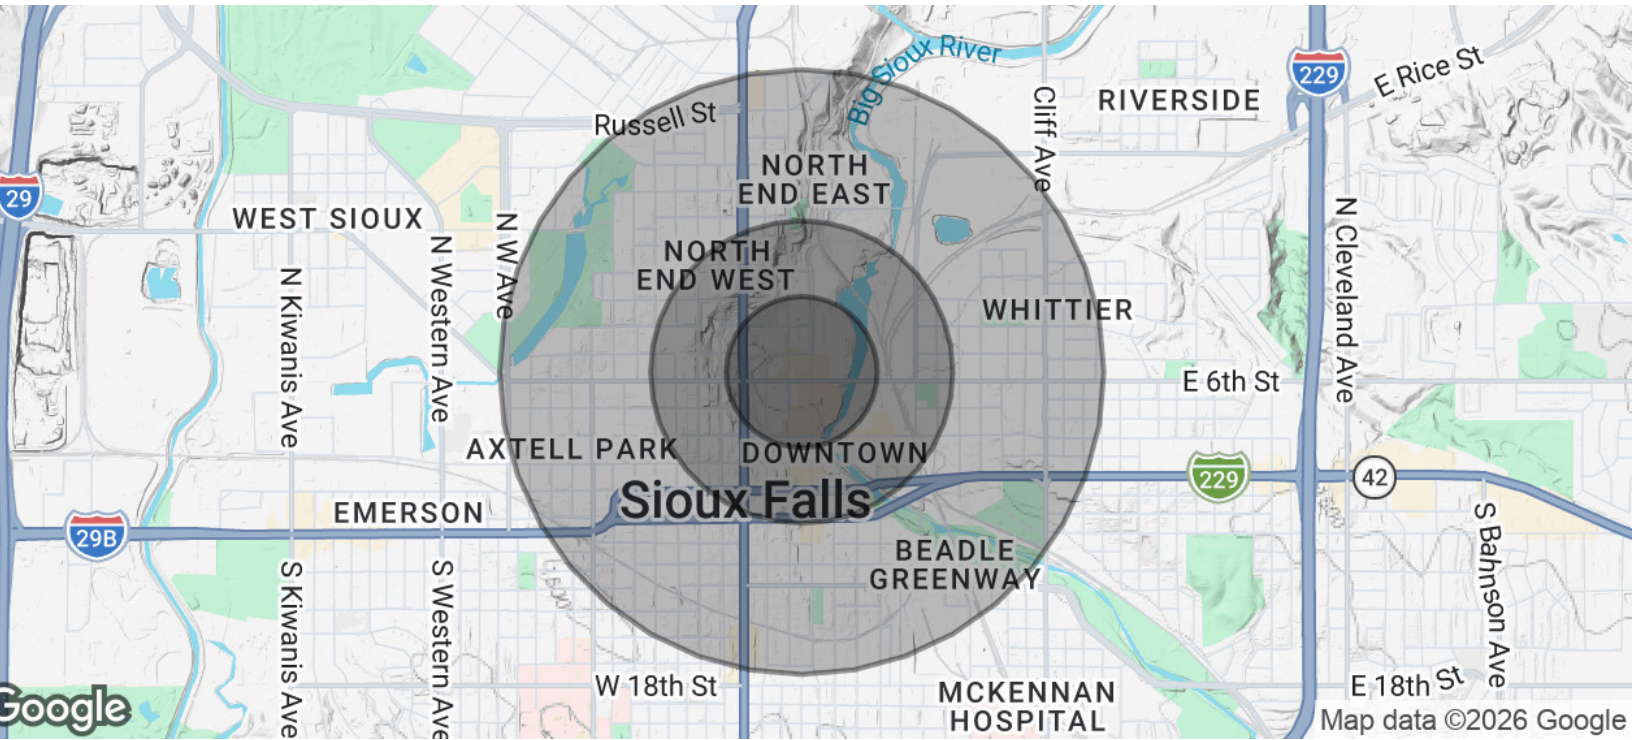 Big Sioux River
229
E Rice St
RIVERSIDE
Cliff Ave
Russell St
NORTH
END EAST
29
WEST SIOUX
N W Ave
N Western Ave
N Kiwanis Ave
NORTH
END WEST
N Cleveland Ave
WHITTIER
E 6th St
AXTELL PARK
DOWNTOWN
Sioux Falls
229
42
EMERSON
29B
S Bahnson Ave
BEADLE
GREENWAY
S Kiwanis Ave
S Western Ave
W 18th St
E 18th St
MCKENNAN
HOSPITAL
Google
Map data ©2026 Google